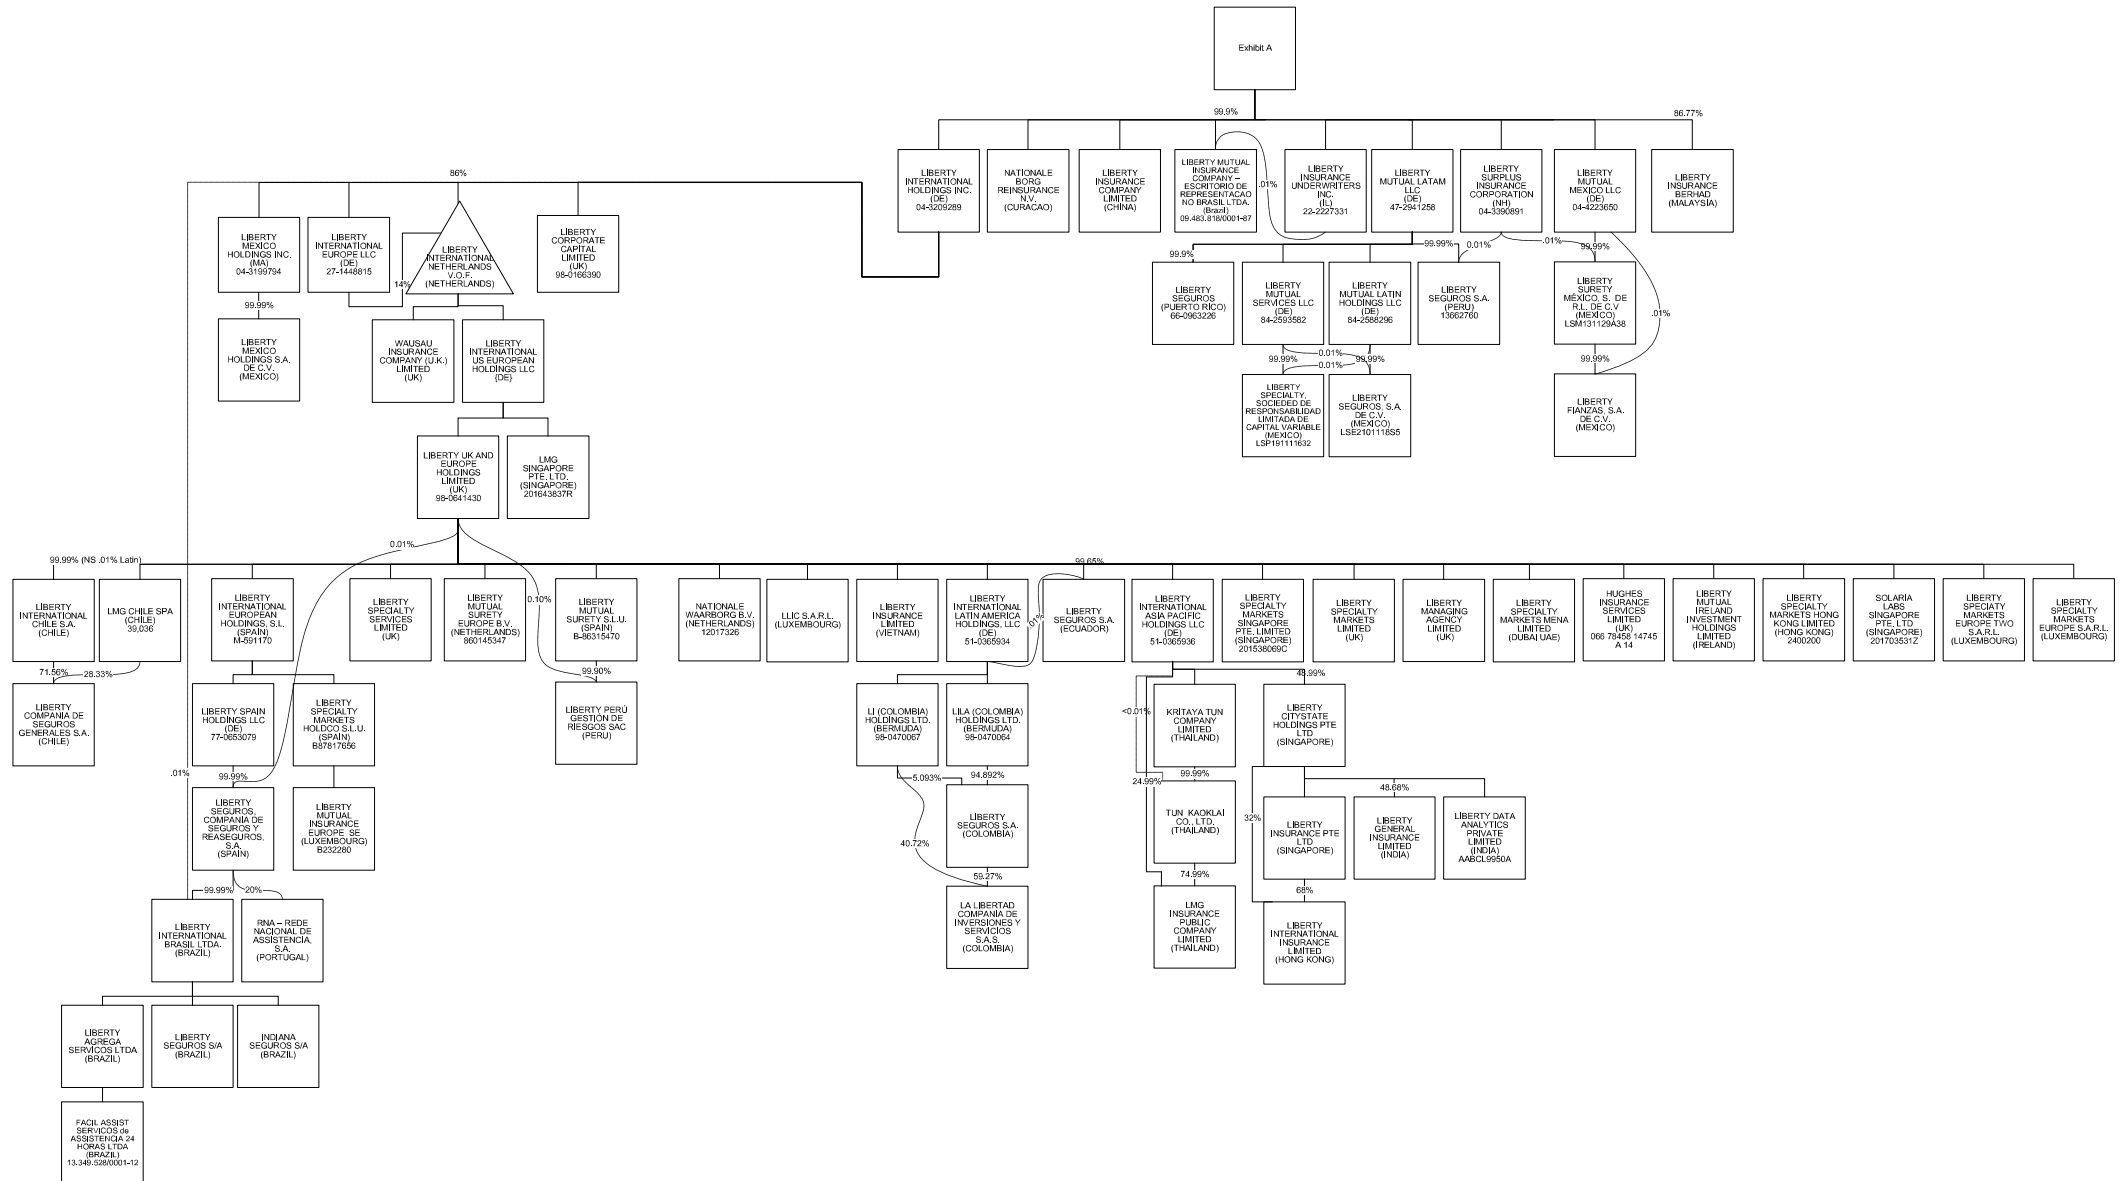 Exhibit A
99.9%
86.77%
LIBERTY
INTERNATIONAL
HOLDINGS INC.
(DE)
04-3209289
NATIONALE
BORG
REINSURANCE
N.V.
(CURACAO)
LIBERTY
INSURANCE
COMPANY
LIMITED
(CHINA)
LIBERTY MUTUAL
INSURANCE
COMPANY –
ESCRITORIO DE
REPRESENTACAO
NO BRASIL LTDA.
(Brazil)
09.483.818/0001-87
.01%
LIBERTY
INSURANCE
UNDERWRITERS
INC.
(IL)
22-2227331
LIBERTY
MUTUAL LATAM
LLC
(DE)
47-2941258
LIBERTY
SURPLUS
INSURANCE
CORPORATION
(NH)
04-3390891
LIBERTY
MUTUAL
MEXICO LLC
(DE)
04-4223650
LIBERTY
INSURANCE
BERHAD
(MALAYSIA)
86%
LIBERTY
MEXICO
HOLDINGS INC.
(MA)
04-3199794
LIBERTY
INTERNATIONAL
EUROPE LLC
(DE)
27-1448815
14%
LIBERTY
INTERNATIONAL
NETHERLANDS
V.O.F.
(NETHERLANDS)
LIBERTY
CORPORATE
CAPITAL
LIMITED
(UK)
98-0166390
99.9%
99.99%
0.01%
.01%
99.99%
.01%
LIBERTY
SEGUROS
(PUERTO RICO)
66-0963226
LIBERTY
MUTUAL
SERVICES LLC
(DE)
84-2593582
LIBERTY
MUTUAL LATIN
HOLDINGS LLC
(DE)
84-2588296
LIBERTY
SEGUROS S.A.
(PERU)
13662760
LIBERTY
SURETY
MÉXICO, S. DE
R.L. DE C.V
(MEXICO)
LSM131129A38
99.99%
LIBERTY
MEXICO
HOLDINGS S.A.
DE C.V.
(MEXICO)
WAUSAU
INSURANCE
COMPANY (U.K.)
LIMITED
(UK)
LIBERTY
INTERNATIONAL
US EUROPEAN
HOLDINGS LLC
(DE)
0.01%
99.99%
99.99%
0.01%
99.99%
LIBERTY
SPECIALTY,
SOCIEDED DE
RESPONSABILIDAD
LIMITADA DE
CAPITAL VARIABLE
(MEXICO)
LSP191111632
LIBERTY
SEGUROS, S.A.
DE C.V.
(MEXICO)
LSE2101118S5
LIBERTY
FIANZAS, S.A.
DE C.V.
(MEXICO)
LIBERTY UK AND
EUROPE
HOLDINGS
LIMITED
(UK)
98-0641430
LMG
SINGAPORE
PTE. LTD.
(SINGAPORE)
201643837R
0.01%
99.99% (NS .01% Latin)
99.65%
LIBERTY
INTERNATIONAL
CHILE S.A.
(CHILE)
LMG CHILE SPA
(CHILE)
39,036
LIBERTY
INTERNATIONAL
EUROPEAN
HOLDINGS, S.L.
(SPAIN)
M-591170
LIBERTY
SPECIALTY
SERVICES
LIMITED
(UK)
LIBERTY
MUTUAL
SURETY
EUROPE B.V.
(NETHERLANDS)
860145347
0.10%
LIBERTY
MUTUAL
SURETY S.L.U.
(SPAIN)
B-86315470
NATIONALE
WAARBORG B.V.
(NETHERLANDS)
12017326
LLIC S.A.R.L.
(LUXEMBOURG)
LIBERTY
INSURANCE
LIMITED
(VIETNAM)
LIBERTY
INTERNATIONAL
LATIN AMERICA
HOLDINGS, LLC
(DE)
51-0365934
.01%
LIBERTY
SEGUROS S.A.
(ECUADOR)
LIBERTY
INTERNATIONAL
ASIA PACIFIC
HOLDINGS LLC
(DE)
51-0365936
LIBERTY
SPECIALTY
MARKETS
SINGAPORE
PTE. LIMITED
(SINGAPORE)
201538069C
LIBERTY
SPECIALTY
MARKETS
LIMITED
(UK)
LIBERTY
MANAGING
AGENCY
LIMITED
(UK)
LIBERTY
SPECIALTY
MARKETS MENA
LIMITED
(DUBAI UAE)
HUGHES
INSURANCE
SERVICES
LIMITED
(UK)
066 78458 14745
A 14
LIBERTY
MUTUAL
IRELAND
INVESTMENT
HOLDINGS
LIMITED
(IRELAND)
LIBERTY
SPECIALTY
MARKETS HONG
KONG LIMITED
(HONG KONG)
2400200
SOLARIA
LABS
SINGAPORE
PTE, LTD
(SINGAPORE)
201703531Z
LIBERTY
SPECIATY
MARKETS
EUROPE TWO
S.A.R.L.
(LUXEMBOURG)
LIBERTY
SPECIALTY
MARKETS
EUROPE S.A.R.L.
(LUXEMBOURG)
71.56%
28.33%
99.90%
48.99%
LIBERTY
COMPANIA DE
SEGUROS
GENERALES S.A.
(CHILE)
LIBERTY SPAIN
HOLDINGS LLC
(DE)
77-0653079
LIBERTY
SPECIALTY
MARKETS
HOLDCO S.L.U.
(SPAIN)
B87817656
LIBERTY PERÚ
GESTIÓN DE
RIESGOS SAC
(PERU)
LI (COLOMBIA)
HOLDINGS LTD.
(BERMUDA)
98-0470067
LILA (COLOMBIA)
HOLDINGS LTD.
(BERMUDA)
98-0470064
<0.01%
KRITAYA TUN
COMPANY
LIMITED
(THAILAND)
LIBERTY
CITYSTATE
HOLDINGS PTE
LTD
(SINGAPORE)
.01%
99.99%
5.093%
94.892%
24.99%
99.99%
48.68%
LIBERTY
SEGUROS,
COMPANIA DE
SEGUROS Y
REASEGUROS,
S.A.
(SPAIN)
LIBERTY
MUTUAL
INSURANCE
EUROPE SE
(LUXEMBOURG)
B232280
LIBERTY
SEGUROS S.A.
(COLOMBIA)
TUN KAOKLAI
CO., LTD.
(THAILAND)
32%
LIBERTY
INSURANCE PTE
LTD
(SINGAPORE)
LIBERTY
GENERAL
INSURANCE
LIMITED
(INDIA)
LIBERTY DATA
ANALYTICS
PRIVATE
LIMITED
(INDIA)
AABCL9950A
40.72%
59.27%
74.99%
68%
99.99%
20%
LIBERTY
INTERNATIONAL
BRASIL LTDA.
(BRAZIL)
RNA – REDE
NACIONAL DE
ASSISTENCIA,
S.A.
(PORTUGAL)
LA LIBERTAD
COMPANIA DE
INVERSIONES Y
SERVICIOS
S.A.S.
(COLOMBIA)
LMG
INSURANCE
PUBLIC
COMPANY
LIMITED
(THAILAND)
LIBERTY
INTERNATIONAL
INSURANCE
LIMITED
(HONG KONG)
LIBERTY
AGREGA
SERVICOS LTDA
(BRAZIL)
LIBERTY
SEGUROS S/A
(BRAZIL)
INDIANA
SEGUROS S/A
(BRAZIL)
FACIL ASSIST
SERVICOS de
ASSISTENCIA 24
HORAS LTDA
(BRAZIL)
13.349.528/0001-12